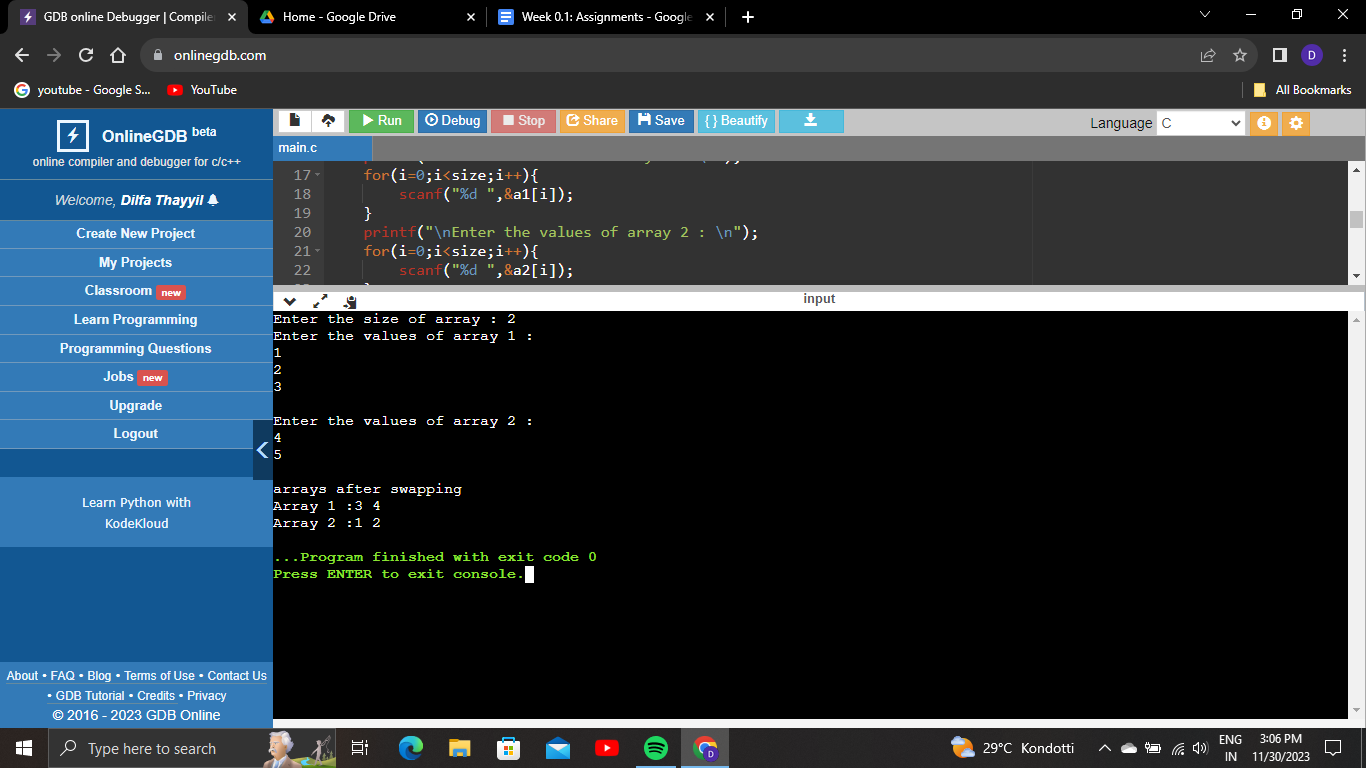 GDB online Debugger | Compiler
Home - Google Drive
Week 0.1: Assignments - Google
onlinegdb.com
D
youtube - Google S...
YouTube
All Bookmarks
OnlineGDB beta
online compiler and debugger for c/c++
Welcome, Dilfa Thayyil
Create New Project
My Projects
Classroom new
Learn Programming
Programming Questions
Jobs new
Upgrade
Logout
Learn Python with
KodeKloud
About • FAQ • Blog • Terms of Use • Contact Us
• GDB Tutorial • Credits • Privacy
© 2016 - 2023 GDB Online
Run Debug Stop Share Save { } Beautify
Language C
main.c
17 for(i=0;i<size;i++){
18 scanf("%d ",&a1[i]);
19 }
20 printf("\nEnter the values of array 2 : \n");
21 for(i=0;i<size;i++){
22 scanf("%d ",&a2[i]);
input
Enter the size of array : 2
Enter the values of array 1 :
1
2
3
Enter the values of array 2 :
4
5
arrays after swapping
Array 1 :3 4
Array 2 :1 2
...Program finished with exit code 0
Press ENTER to exit console.
Type here to search
D
29°C Kondotti
ENG
IN
3:06 PM
11/30/2023